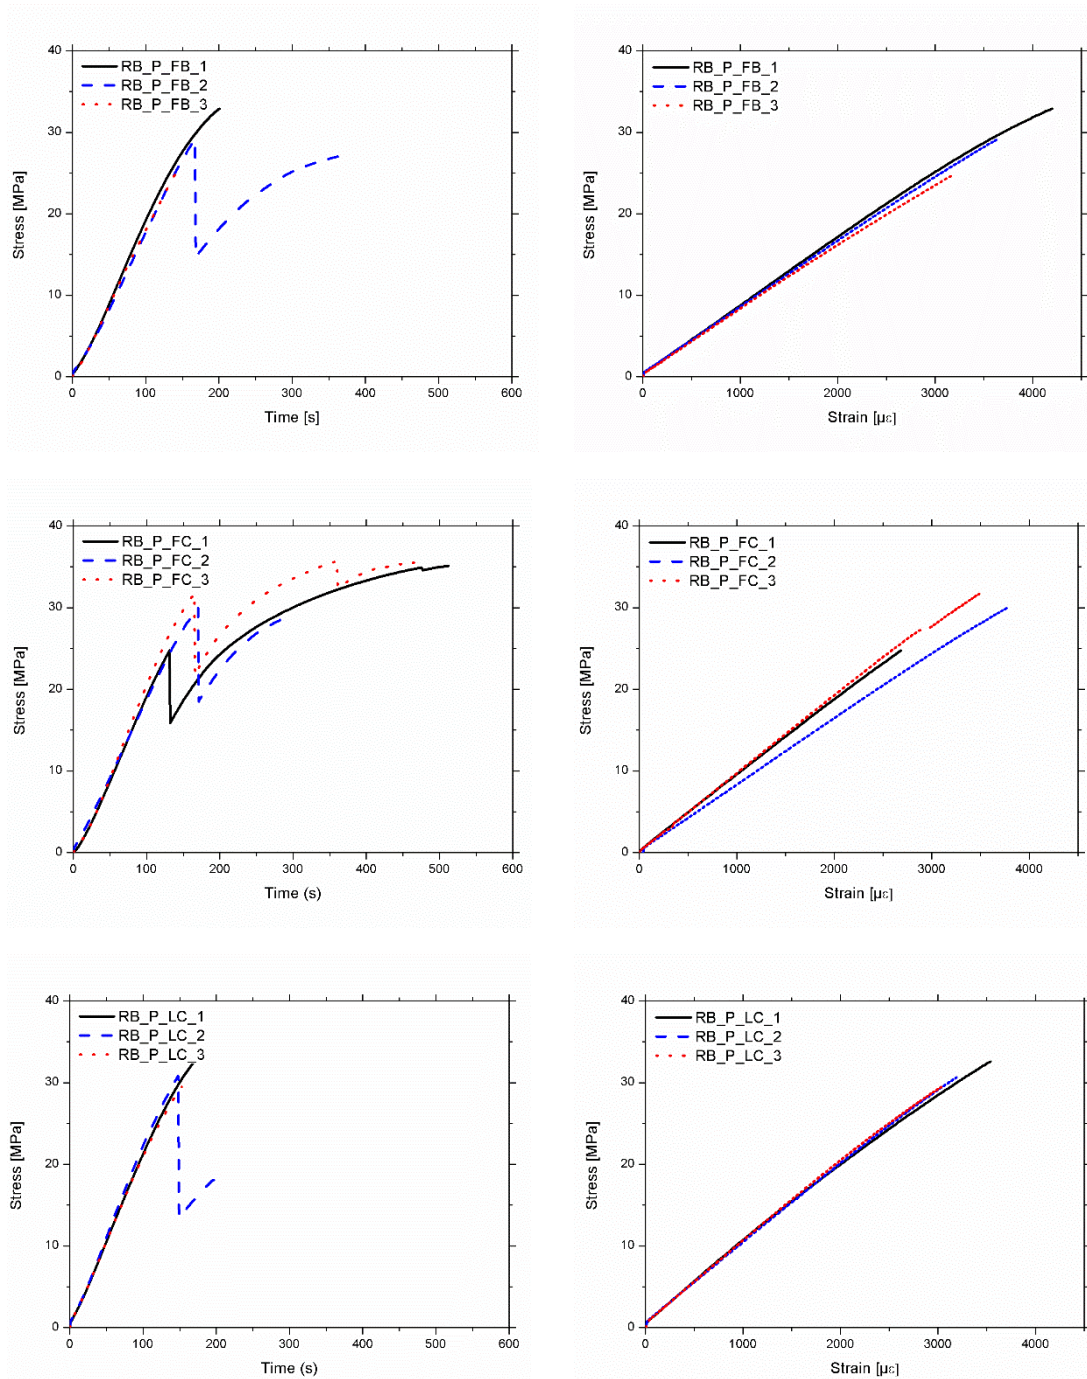 40
30
20
10
0
Stress [MPa]
RB_P_FB_1
RB_P_FB_2
RB_P_FB_3
0 100 200 300 400 500 600
Time [s]
40
30
20
10
0
Stress [MPa]
RB_P_FB_1
RB_P_FB_2
RB_P_FB_3
0 1000 2000 3000 4000
Strain [µε]
40
30
20
10
0
Stress [MPa]
RB_P_FC_1
RB_P_FC_2
RB_P_FC_3
0 100 200 300 400 500 600
Time (s)
40
30
20
10
0
Stress [MPa]
RB_P_FC_1
RB_P_FC_2
RB_P_FC_3
0 1000 2000 3000 4000
Strain [µε]
40
30
20
10
0
Stress [MPa]
RB_P_LC_1
RB_P_LC_2
RB_P_LC_3
0 100 200 300 400 500 600
Time (s)
40
30
20
10
0
Stress [MPa]
RB_P_LC_1
RB_P_LC_2
RB_P_LC_3
0 1000 2000 3000 4000
Strain [µε]